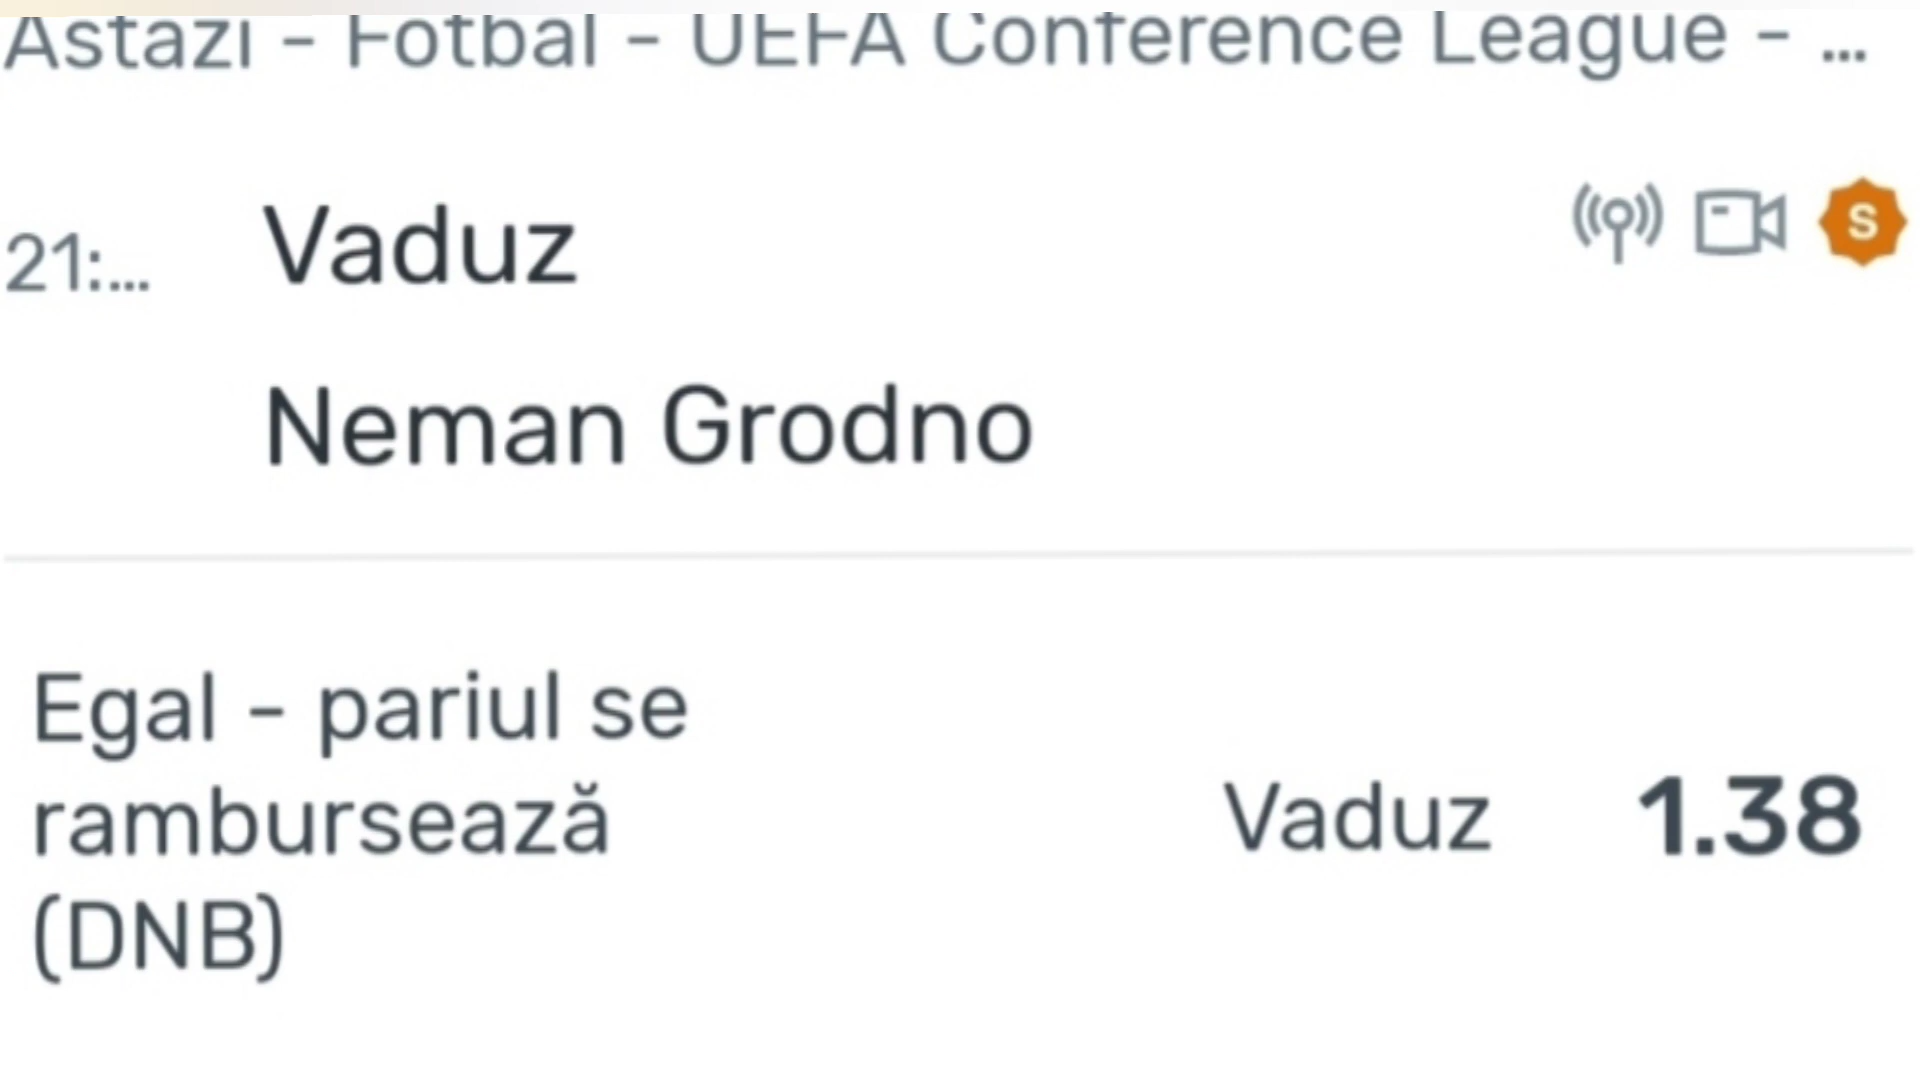 Astazi - Fotbal - UEFA Conference League - ...
21:... Vaduz S
Neman Grodno
Egal - pariul se
rambursează
(DNB)
Vaduz 1.38